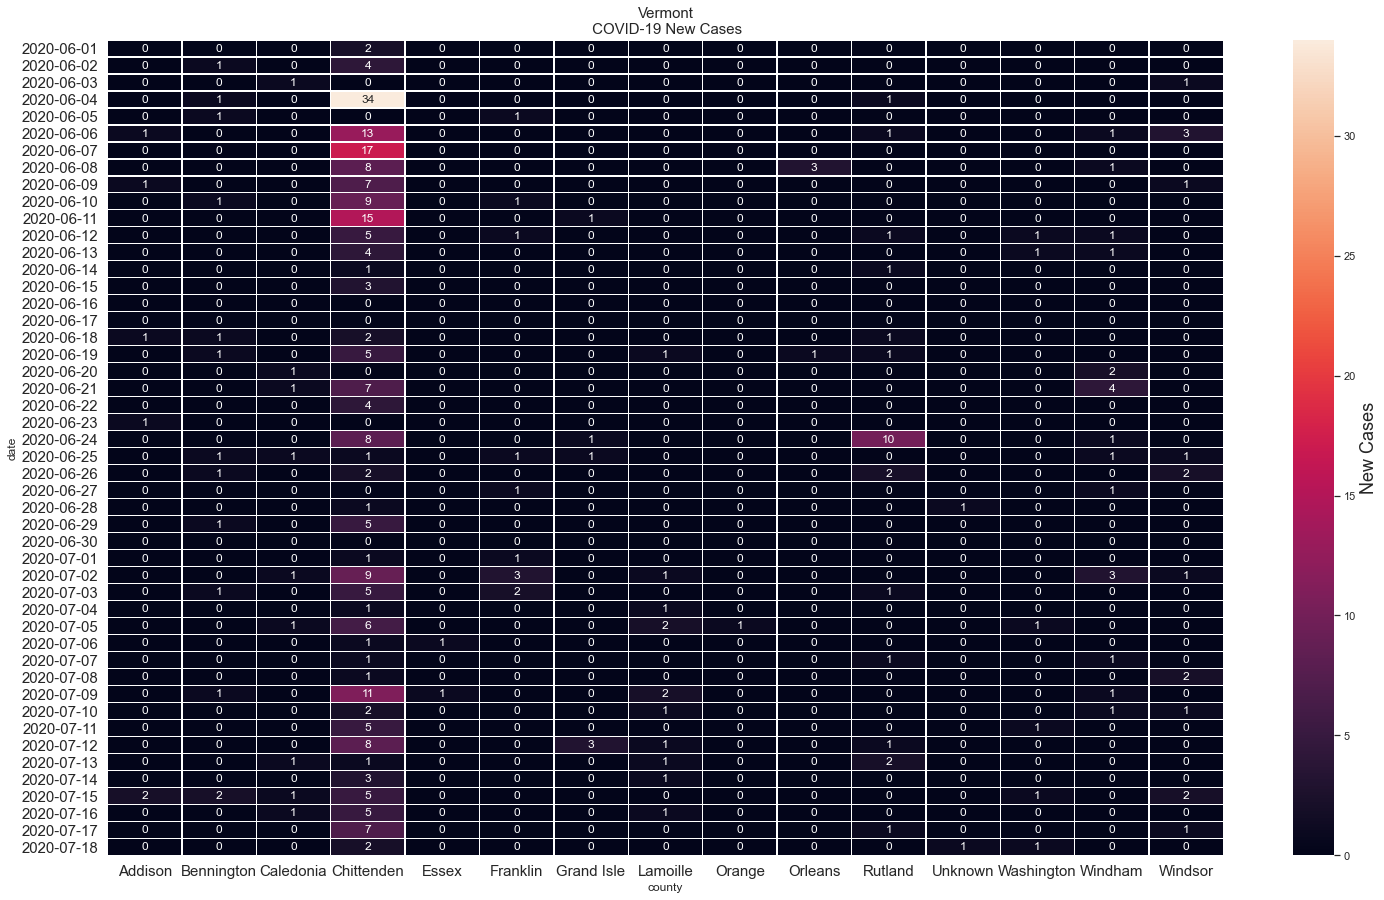 Vermont
COVID-19 New Cases
2020-06-01 0 0 0 2 0 0 0 0 0 0 0 0 0 0 0
2020-06-02 0 1 0 4 0 0 0 0 0 0 0 0 0 0 0
2020-06-03 0 0 1 0 0 0 0 0 0 0 0 0 0 0 1
2020-06-04 0 1 0 34 0 0 0 0 0 0 1 0 0 0 0
2020-06-05 0 1 0 0 0 1 0 0 0 0 0 0 0 0 0
2020-06-06 1 0 0 13 0 0 0 0 0 0 1 0 0 1 3
2020-06-07 0 0 0 17 0 0 0 0 0 0 0 0 0 0 0
2020-06-08 0 0 0 8 0 0 0 0 0 3 0 0 0 1 0
2020-06-09 1 0 0 7 0 0 0 0 0 0 0 0 0 0 1
2020-06-10 0 1 0 9 0 1 0 0 0 0 0 0 0 0 0
2020-06-11 0 0 0 15 0 0 1 0 0 0 0 0 0 0 0
2020-06-12 0 0 0 5 0 1 0 0 0 0 1 0 1 1 0
2020-06-13 0 0 0 4 0 0 0 0 0 0 0 0 1 1 0
2020-06-14 0 0 0 1 0 0 0 0 0 0 1 0 0 0 0
2020-06-15 0 0 0 3 0 0 0 0 0 0 0 0 0 0 0
2020-06-16 0 0 0 0 0 0 0 0 0 0 0 0 0 0 0
2020-06-17 0 0 0 0 0 0 0 0 0 0 0 0 0 0 0
2020-06-18 1 1 0 2 0 0 0 0 0 0 1 0 0 0 0
2020-06-19 0 1 0 5 0 0 0 1 0 1 1 0 0 0 0
2020-06-20 0 0 1 0 0 0 0 0 0 0 0 0 0 2 0
2020-06-21 0 0 1 7 0 0 0 0 0 0 0 0 0 4 0
2020-06-22 0 0 0 4 0 0 0 0 0 0 0 0 0 0 0
2020-06-23 1 0 0 0 0 0 0 0 0 0 0 0 0 0 0
2020-06-24 0 0 0 8 0 0 1 0 0 0 10 0 0 1 0
2020-06-25 0 1 1 1 0 1 1 0 0 0 0 0 0 1 1
2020-06-26 0 1 0 2 0 0 0 0 0 0 2 0 0 0 2
2020-06-27 0 0 0 0 0 1 0 0 0 0 0 0 0 1 0
2020-06-28 0 0 0 1 0 0 0 0 0 0 0 1 0 0 0
2020-06-29 0 1 0 5 0 0 0 0 0 0 0 0 0 0 0
2020-06-30 0 0 0 0 0 0 0 0 0 0 0 0 0 0 0
2020-07-01 0 0 0 1 0 1 0 0 0 0 0 0 0 0 0
2020-07-02 0 0 1 9 0 3 0 1 0 0 0 0 0 3 1
2020-07-03 0 1 0 5 0 2 0 0 0 0 1 0 0 0 0
2020-07-04 0 0 0 1 0 0 0 1 0 0 0 0 0 0 0
2020-07-05 0 0 1 6 0 0 0 2 1 0 0 0 1 0 0
2020-07-06 0 0 0 1 1 0 0 0 0 0 0 0 0 0 0
2020-07-07 0 0 0 1 0 0 0 0 0 0 1 0 0 1 0
2020-07-08 0 0 0 1 0 0 0 0 0 0 0 0 0 0 2
2020-07-09 0 1 0 11 1 0 0 2 0 0 0 0 0 1 0
2020-07-10 0 0 0 2 0 0 0 1 0 0 0 0 0 1 1
2020-07-11 0 0 0 5 0 0 0 0 0 0 0 0 1 0 0
2020-07-12 0 0 0 8 0 0 3 1 0 0 1 0 0 0 0
2020-07-13 0 0 1 1 0 0 0 1 0 0 2 0 0 0 0
2020-07-14 0 0 0 3 0 0 0 1 0 0 0 0 0 0 0
2020-07-15 2 2 1 5 0 0 0 0 0 0 0 0 1 0 2
2020-07-16 0 0 1 5 0 0 0 1 0 0 0 0 0 0 0
2020-07-17 0 0 0 7 0 0 0 0 0 0 1 0 0 0 1
2020-07-18 0 0 0 2 0 0 0 0 0 0 0 1 1 0 0
Addison Bennington Caledonia Chittenden Essex Franklin Grand Isle Lamoille Orange Orleans Rutland Unknown Washington Windham Windsor
county
date
30
25
20
15
10
5
0
New Cases